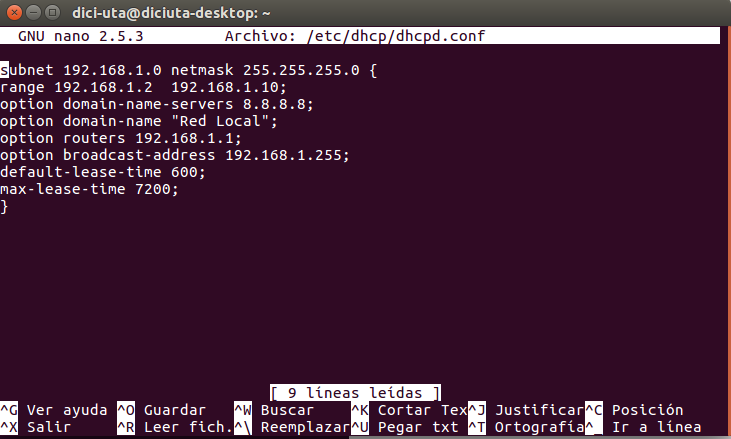 dici-uta@diciuta-desktop: ~
GNU nano 2.5.3 Archivo: /etc/dhcp/dhcpd.conf
subnet 192.168.1.0 netmask 255.255.255.0 {
range 192.168.1.2  192.168.1.10;
option domain-name-servers 8.8.8.8;
option domain-name "Red Local";
option routers 192.168.1.1;
option broadcast-address 192.168.1.255;
default-lease-time 600;
max-lease-time 7200;
}
[ 9 líneas leídas ]
^G Ver ayuda ^O Guardar ^W Buscar ^K Cortar Tex^J Justificar^C Posición
^X Salir ^R Leer fich.^\ Reemplazar^U Pegar txt ^T Ortografía^_ Ir a línea